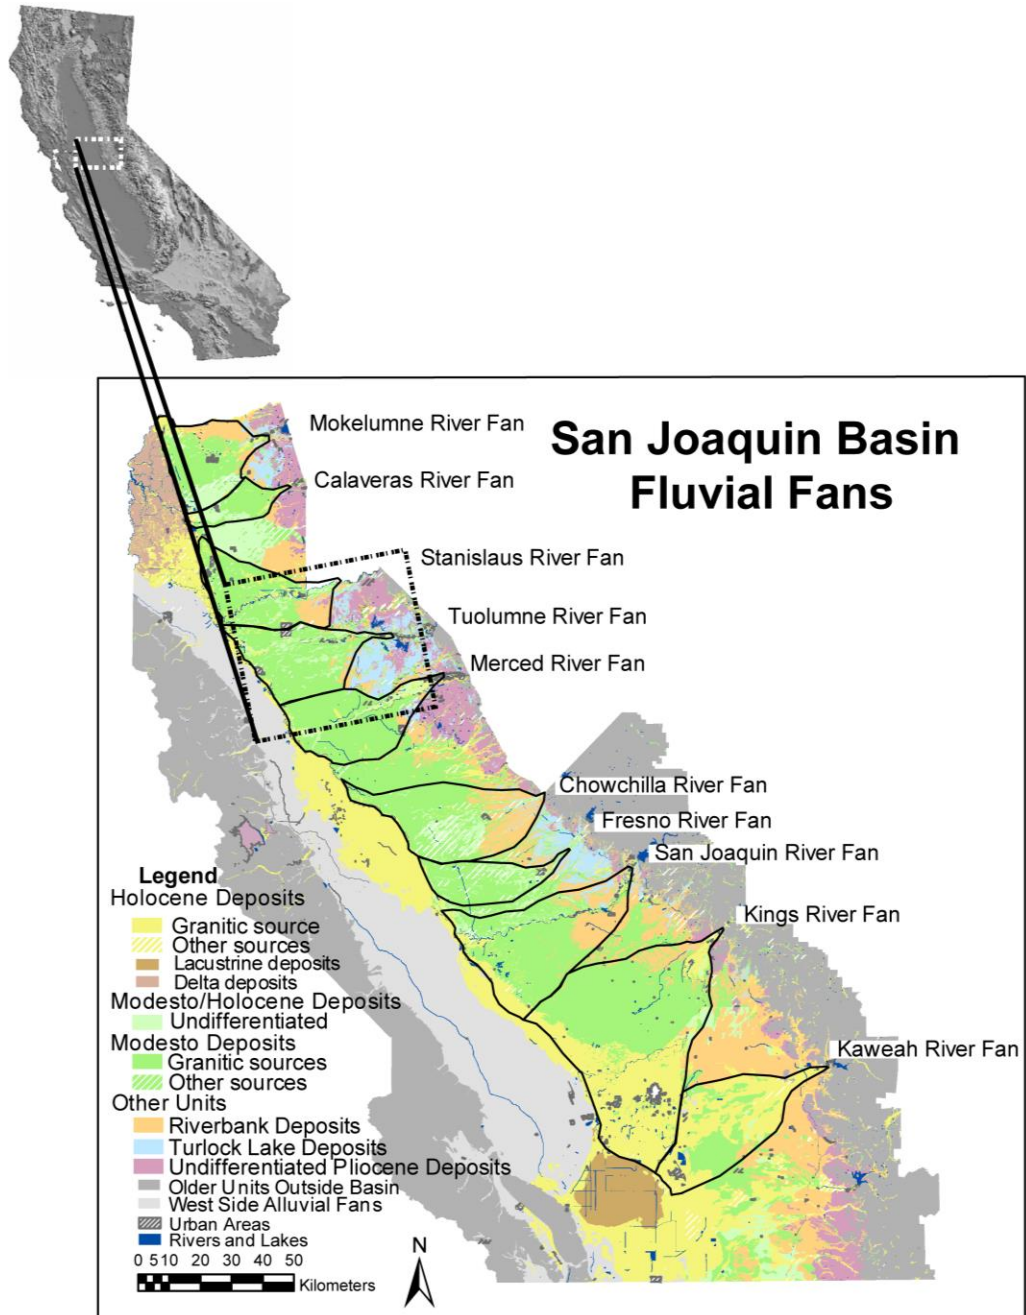 San Joaquin Basin
Fluvial Fans
Mokelumne River Fan
Calaveras River Fan
Stanislaus River Fan
Tuolumne River Fan
Merced River Fan
Chowchilla River Fan
Fresno River Fan
San Joaquin River Fan
Kings River Fan
Kaweah River Fan
Legend
Holocene Deposits
Granitic source
Other sources
Lacustrine deposits
Delta deposits
Modesto/Holocene Deposits
Undifferentiated
Modesto Deposits
Granitic sources
Other sources
Other Units
Riverbank Deposits
Turlock Lake Deposits
Undifferentiated Pliocene Deposits
Older Units Outside Basin
West Side Alluvial Fans
Urban Areas
Rivers and Lakes
0 5 10 20 30 40 50
Kilometers
N